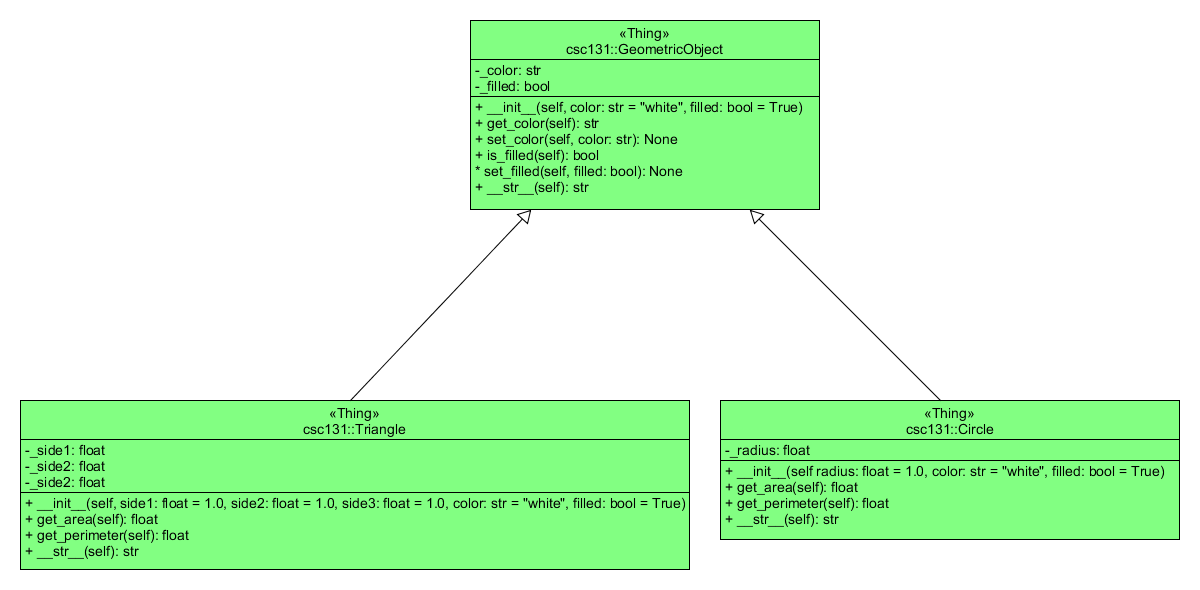 «Thing»
csc131::GeometricObject
-_color: str
-_filled: bool
+ __init__(self, color: str = "white", filled: bool = True)
+ get_color(self): str
+ set_color(self, color: str): None
+ is_filled(self): bool
* set_filled(self, filled: bool): None
+ __str__(self): str
«Thing»
csc131::Triangle
-_side1: float
-_side2: float
-_side2: float
+ __init__(self, side1: float = 1.0, side2: float = 1.0, side3: float = 1.0, color: str = "white", filled: bool = True)
+ get_area(self): float
+ get_perimeter(self): float
+ __str__(self): str
«Thing»
csc131::Circle
-_radius: float
+ __init__(self radius: float = 1.0, color: str = "white", filled: bool = True)
+ get_area(self): float
+ get_perimeter(self): float
+ __str__(self): str